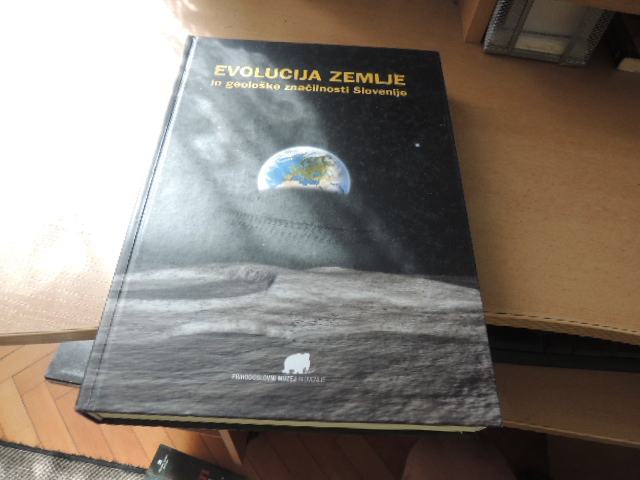 EVOLUCIJA ZEMLJE
in geološke značilnosti Slovenije
PRIRODOSLOVNI MUZEJ SLOVENIJE